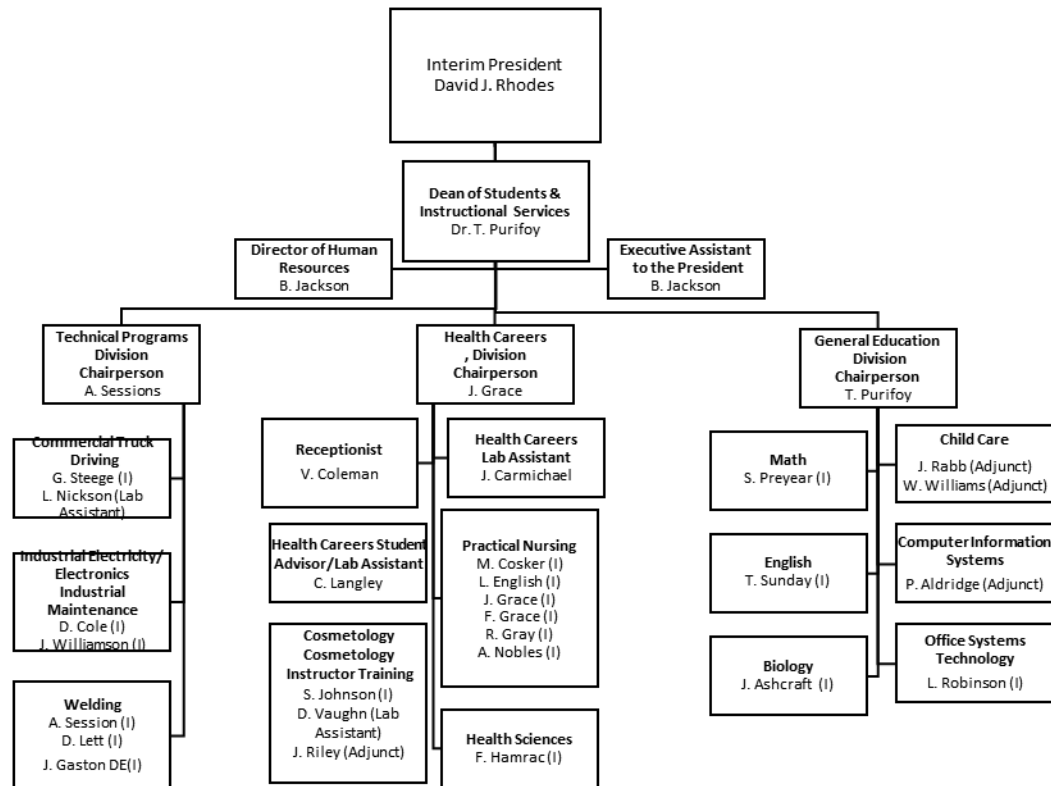 Interim President
David J. Rhodes
Dean of Students &
Instructional Services
Dr. T. Purifoy
Director of Human
Resources
B. Jackson
Executive Assistant
to the President
B. Jackson
Technical Programs
Division
Chairperson
A. Sessions
Health Careers
, Division
Chairperson
J. Grace
General Education
Division
Chairperson
T. Purifoy
Commercial Truck
Driving
G. Steege (I)
L. Nickson (Lab
Assistant)
Industrial Electricity/
Electronics
Industrial
Maintenance
D. Cole (I)
J. Williamson (I)
Welding
A. Session (I)
D. Lett (I)
J. Gaston DE(I)
Receptionist
V. Coleman
Health Careers
Lab Assistant
J. Carmichael
Health Careers Student
Advisor/Lab Assistant
C. Langley
Practical Nursing
M. Cosker (I)
L. English (I)
J. Grace (I)
F. Grace (I)
R. Gray (I)
A. Nobles (I)
Cosmetology
Cosmetology
Instructor Training
S. Johnson (I)
D. Vaughn (Lab
Assistant)
J. Riley (Adjunct)
Health Sciences
F. Hamrac (I)
Math
S. Preyear (I)
Child Care
J. Rabb (Adjunct)
W. Williams (Adjunct)
English
T. Sunday (I)
Computer Information
Systems
P. Aldridge (Adjunct)
Biology
J. Ashcraft (I)
Office Systems
Technology
L. Robinson (I)